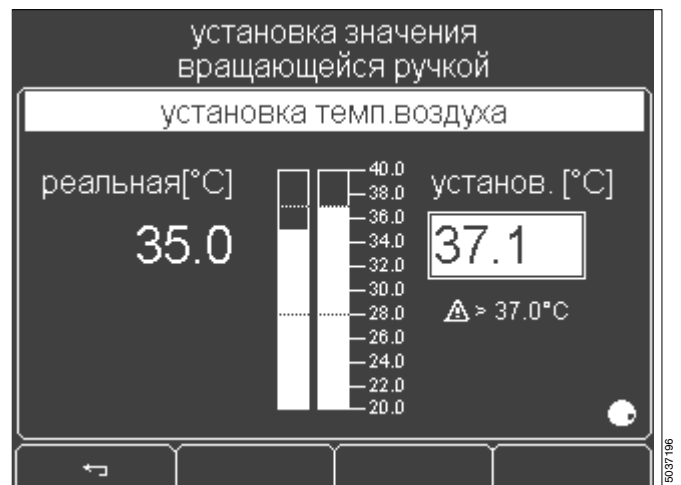 установка значения
вращающейся ручкой
установка темп.воздуха
реальная[°C]
35.0
40.0
38.0
36.0
34.0
32.0
30.0
28.0
26.0
24.0
22.0
20.0
установ. [°C]
37.1
⚠ > 37.0°C
5037196